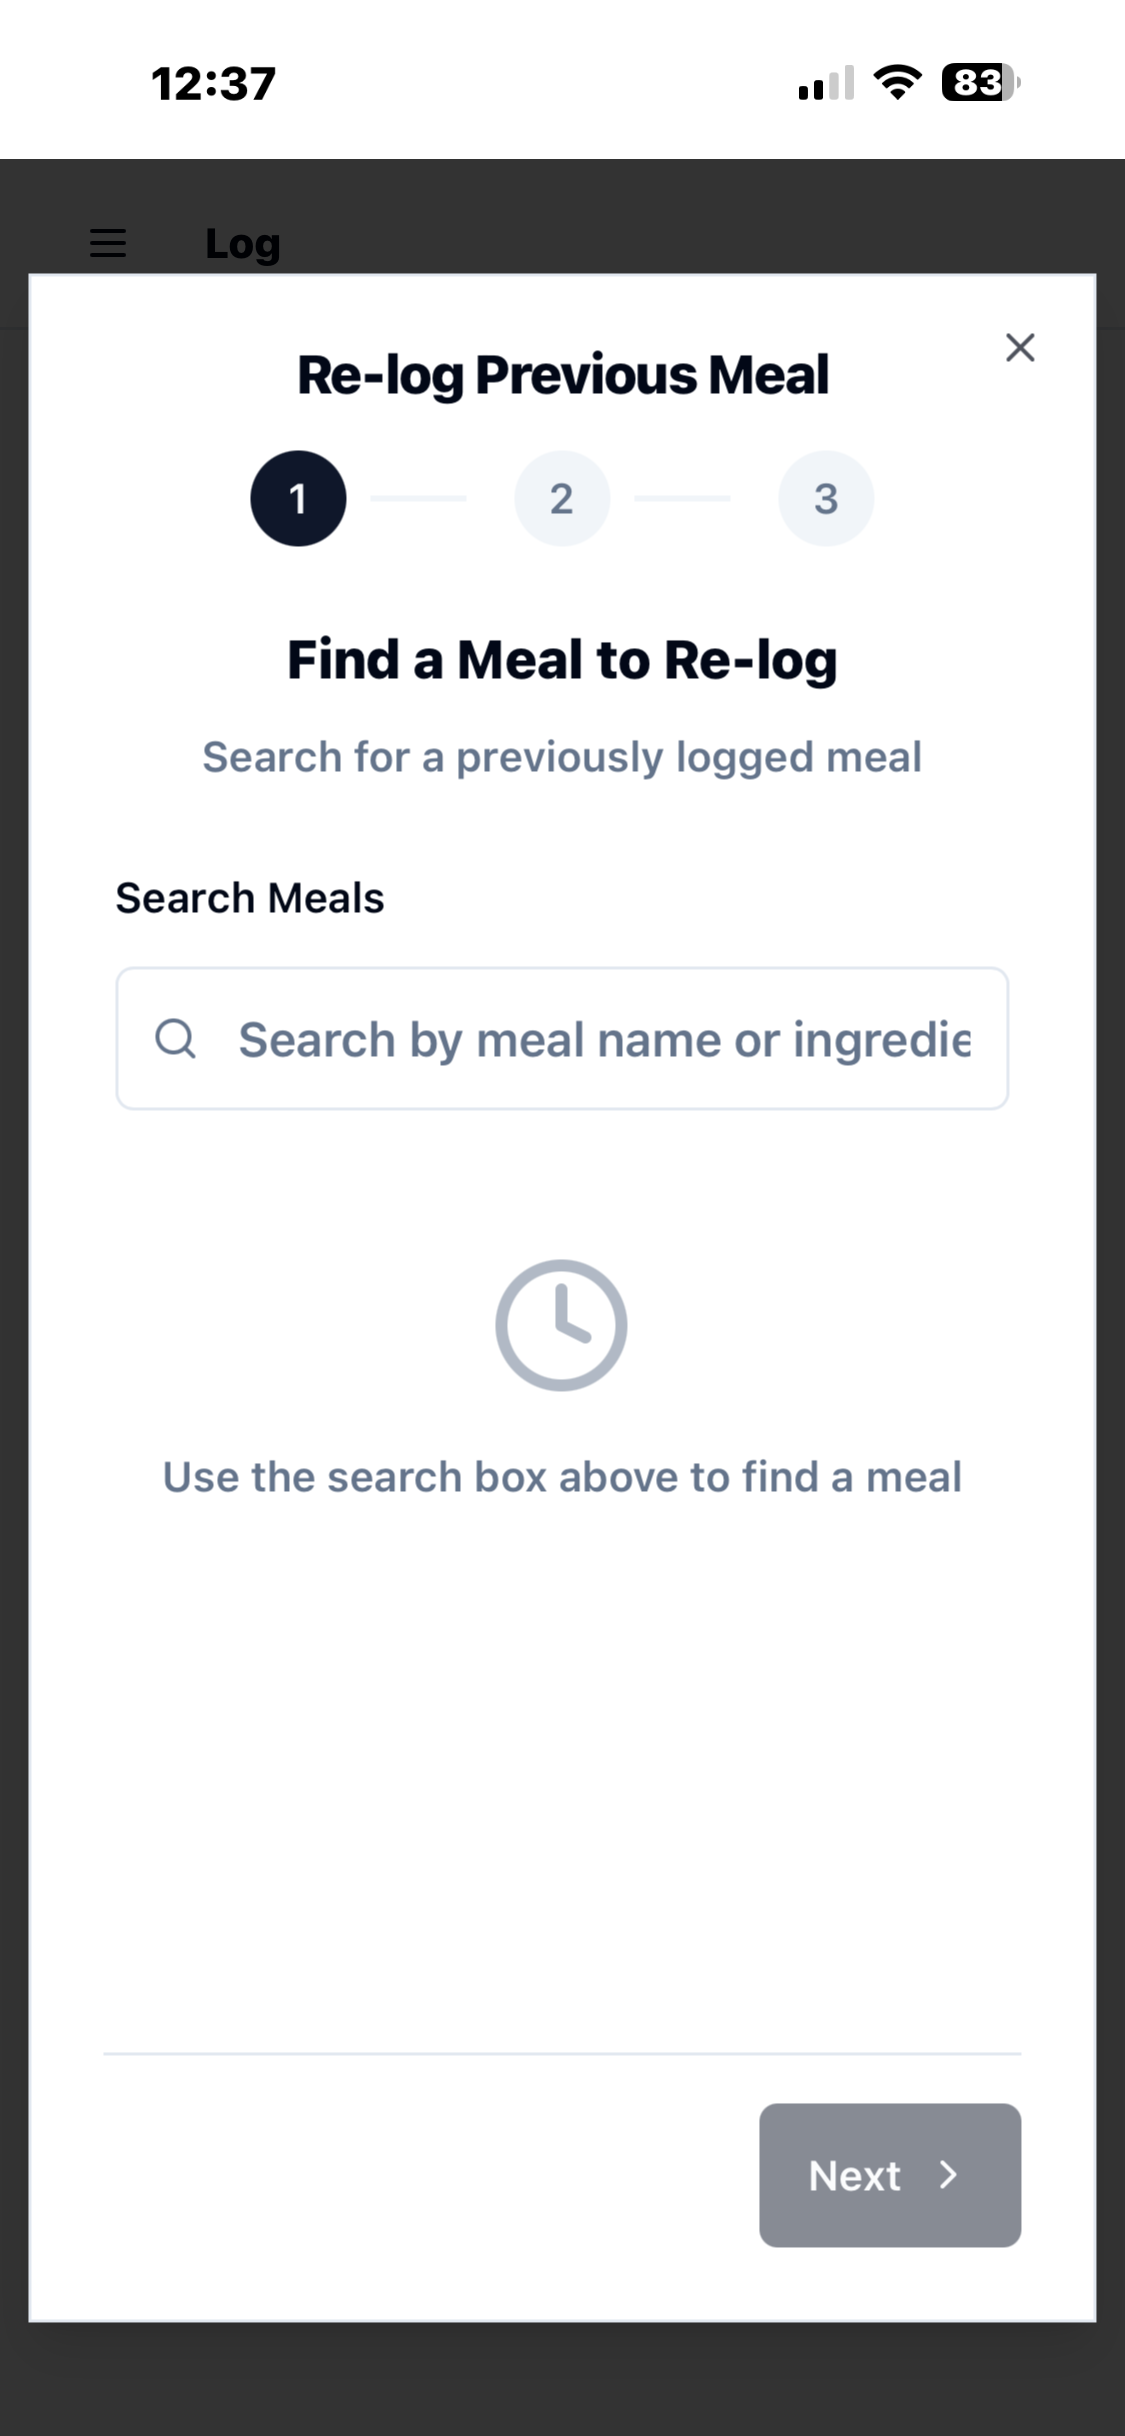 12:37
83
Log
Re-log Previous Meal
1
2
3
Find a Meal to Re-log
Search for a previously logged meal
Search Meals
Search by meal name or ingredie
Use the search box above to find a meal
Next